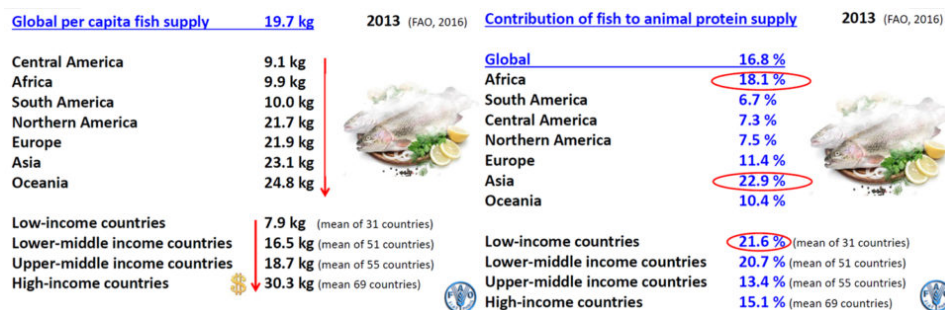 Global per capita fish supply 19.7 kg 2013 (FAO, 2016)
Central America 9.1 kg
Africa 9.9 kg
South America 10.0 kg
Northern America 21.7 kg
Europe 21.9 kg
Asia 23.1 kg
Oceania 24.8 kg
Low-income countries 7.9 kg (mean of 31 countries)
Lower-middle income countries 16.5 kg (mean of 51 countries)
Upper-middle income countries 18.7 kg (mean of 55 countries)
High-income countries $ 30.3 kg (mean 69 countries)
FAO
Contribution of fish to animal protein supply 2013 (FAO, 2016)
Global 16.8 %
Africa 18.1 %
South America 6.7 %
Central America 7.3 %
Northern America 7.5 %
Europe 11.4 %
Asia 22.9 %
Oceania 10.4 %
Low-income countries 21.6 % (mean of 31 countries)
Lower-middle income countries 20.7 % (mean of 51 countries)
Upper-middle income countries 13.4 % (mean of 55 countries)
High-income countries 15.1 % (mean 69 countries)